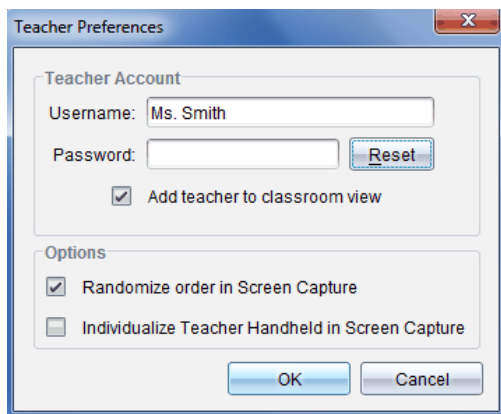 Teacher Preferences
Teacher Account
Username: Ms. Smith
Password: Reset
Add teacher to classroom view
Options
Randomize order in Screen Capture
Individualize Teacher Handheld in Screen Capture
OK Cancel